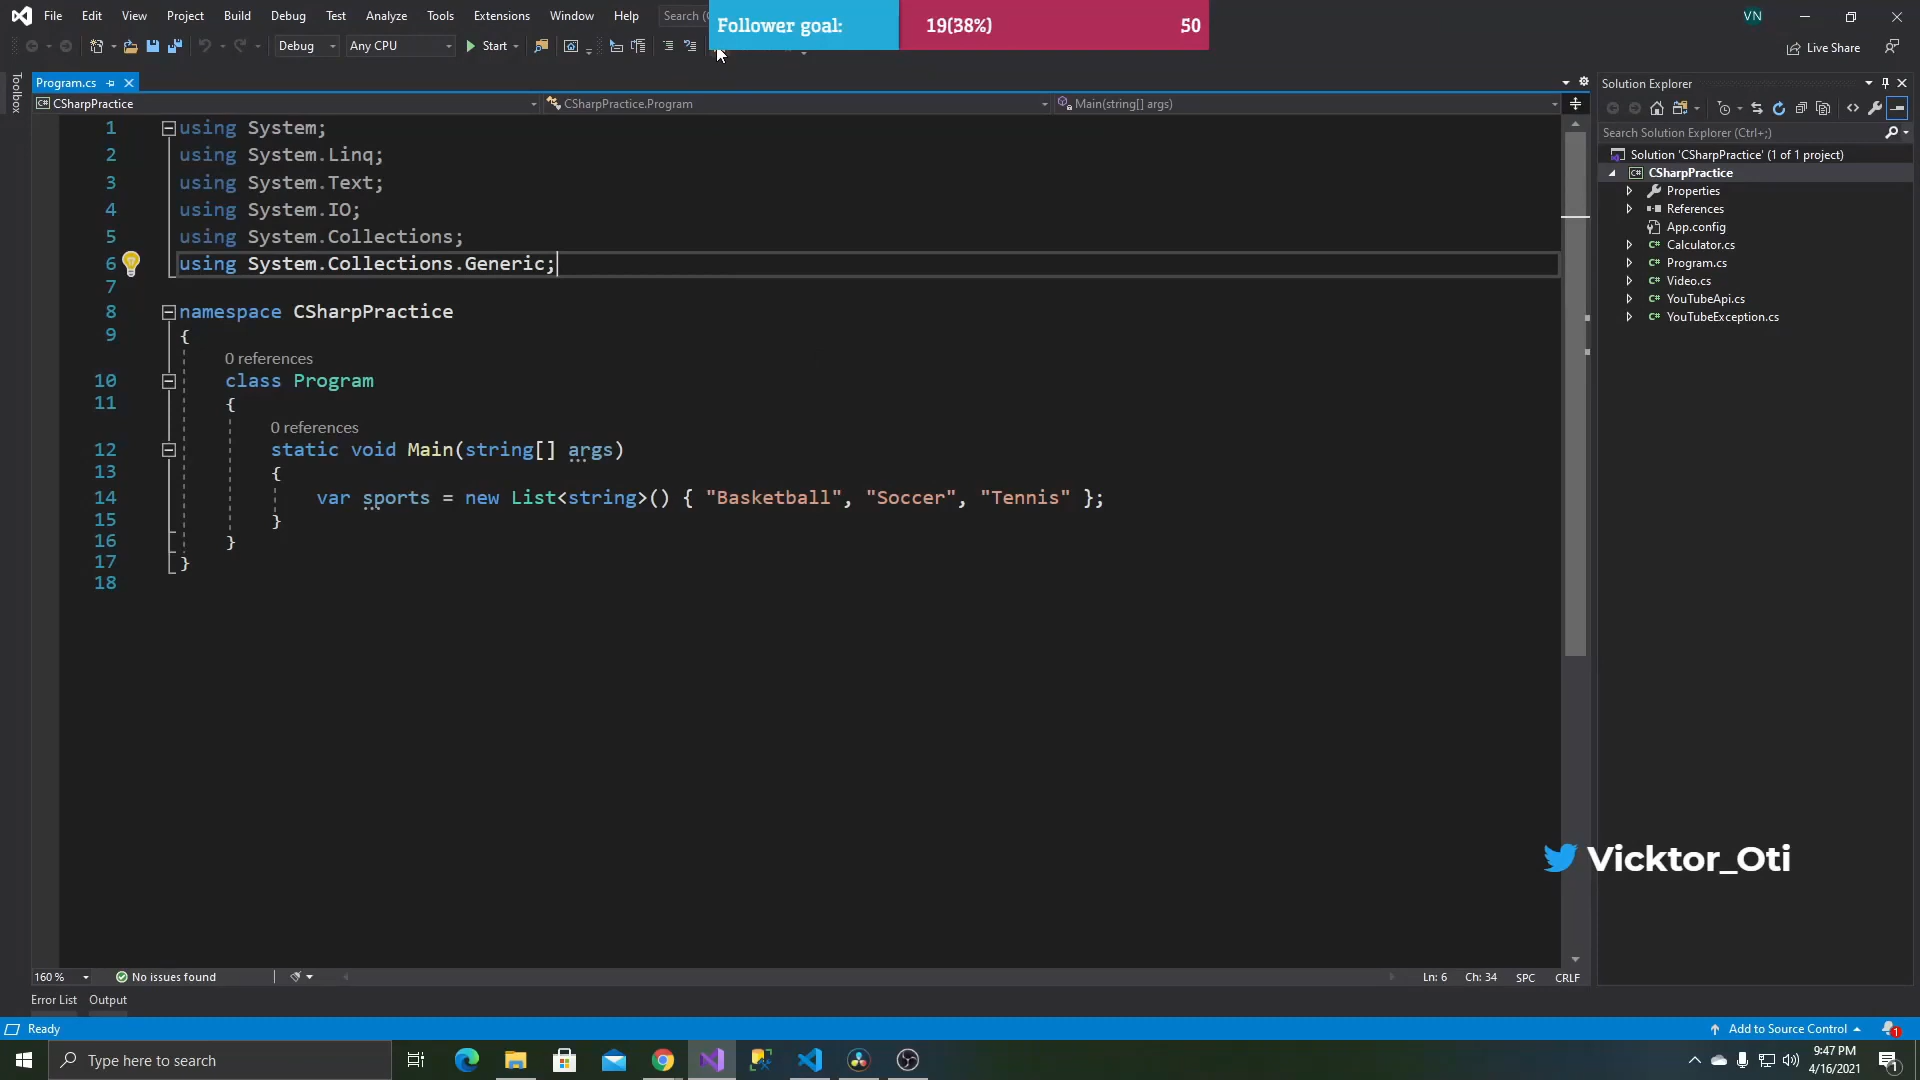 File Edit View Project Build Debug Test Analyze Tools Extensions Window Help Search (
Follower goal: 19(38%) 50
VN
Debug Any CPU Start
Live Share
Toolbox
Program.cs
CSharpPractice CSharpPractice.Program Main(string[] args)
1 using System;
2 using System.Linq;
3 using System.Text;
4 using System.IO;
5 using System.Collections;
6 using System.Collections.Generic;
7
8 namespace CSharpPractice
9 {
0 references
10 class Program
11 {
0 references
12 static void Main(string[] args)
13 {
14 var sports = new List<string>() { "Basketball", "Soccer", "Tennis" };
15 }
16 }
17 }
18
Solution Explorer
Search Solution Explorer (Ctrl+;)
Solution 'CSharpPractice' (1 of 1 project)
C# CSharpPractice
Properties
References
App.config
C# Calculator.cs
C# Program.cs
C# Video.cs
C# YouTubeApi.cs
C# YouTubeException.cs
Vicktor_Oti
160 % No issues found Ln: 6 Ch: 34 SPC CRLF
Error List Output
Ready
Add to Source Control 1
Type here to search
9:47 PM
4/16/2021
1